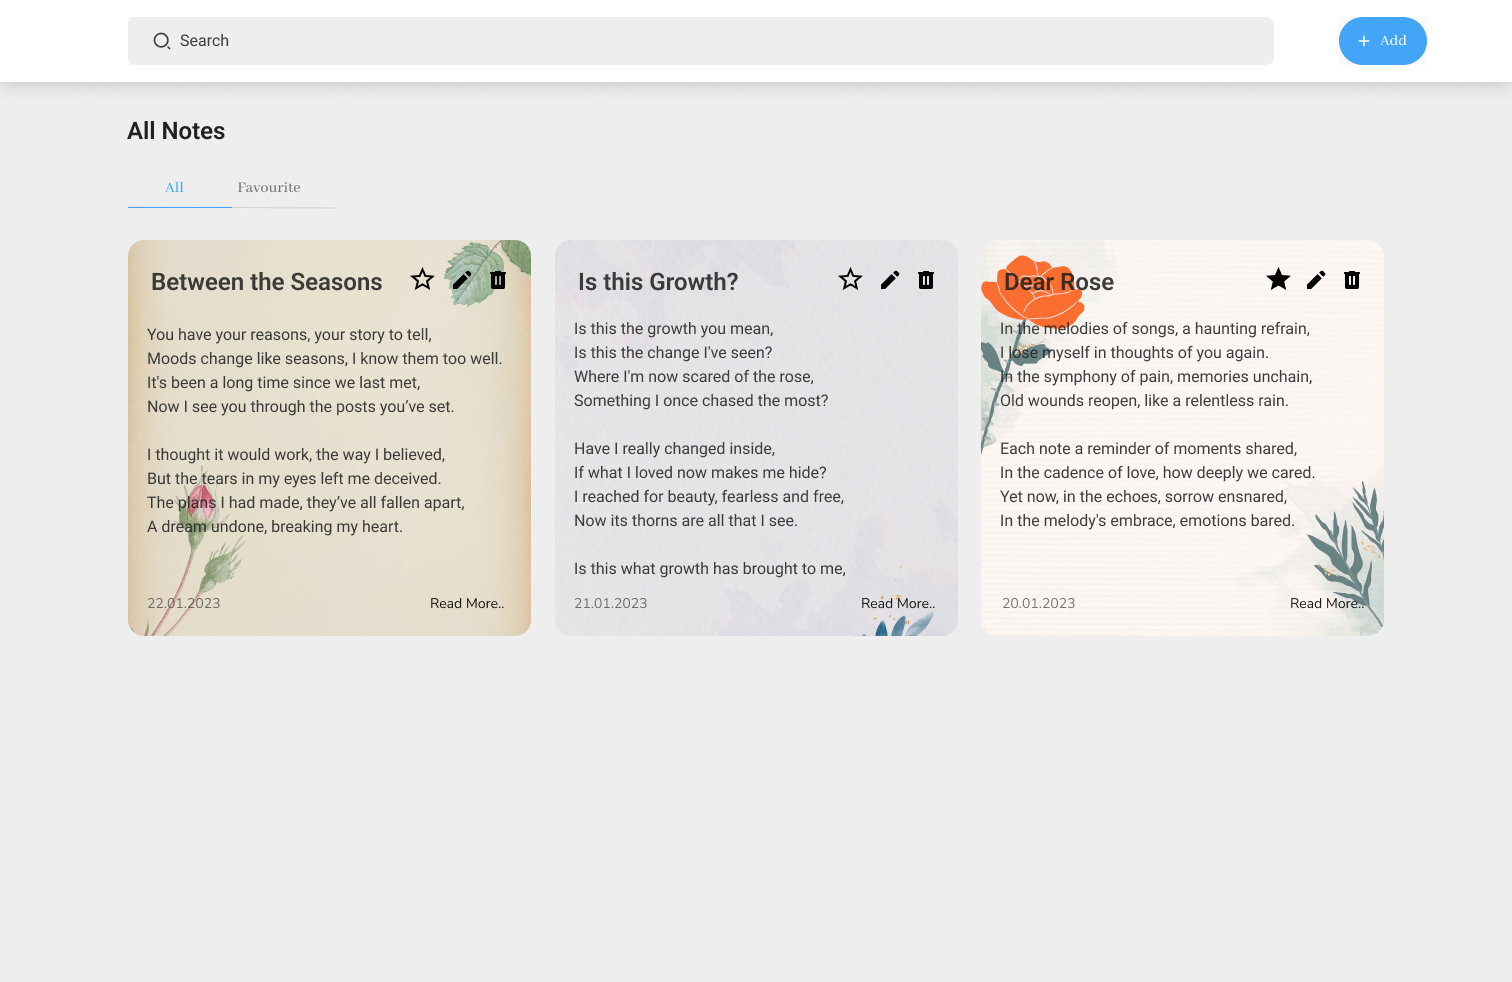 Search
Add
All Notes
All
Favourite
Between the Seasons
You have your reasons, your story to tell,
Moods change like seasons, I know them too well.
It's been a long time since we last met,
Now I see you through the posts you’ve set.
I thought it would work, the way I believed,
But the tears in my eyes left me deceived.
The plans I had made, they’ve all fallen apart,
A dream undone, breaking my heart.
22.01.2023
Read More..
Is this Growth?
Is this the growth you mean,
Is this the change I've seen?
Where I'm now scared of the rose,
Something I once chased the most?
Have I really changed inside,
If what I loved now makes me hide?
I reached for beauty, fearless and free,
Now its thorns are all that I see.
Is this what growth has brought to me,
21.01.2023
Read More..
Dear Rose
In the melodies of songs, a haunting refrain,
I lose myself in thoughts of you again.
In the symphony of pain, memories unchain,
Old wounds reopen, like a relentless rain.
Each note a reminder of moments shared,
In the cadence of love, how deeply we cared.
Yet now, in the echoes, sorrow ensnared,
In the melody's embrace, emotions bared.
20.01.2023
Read More..